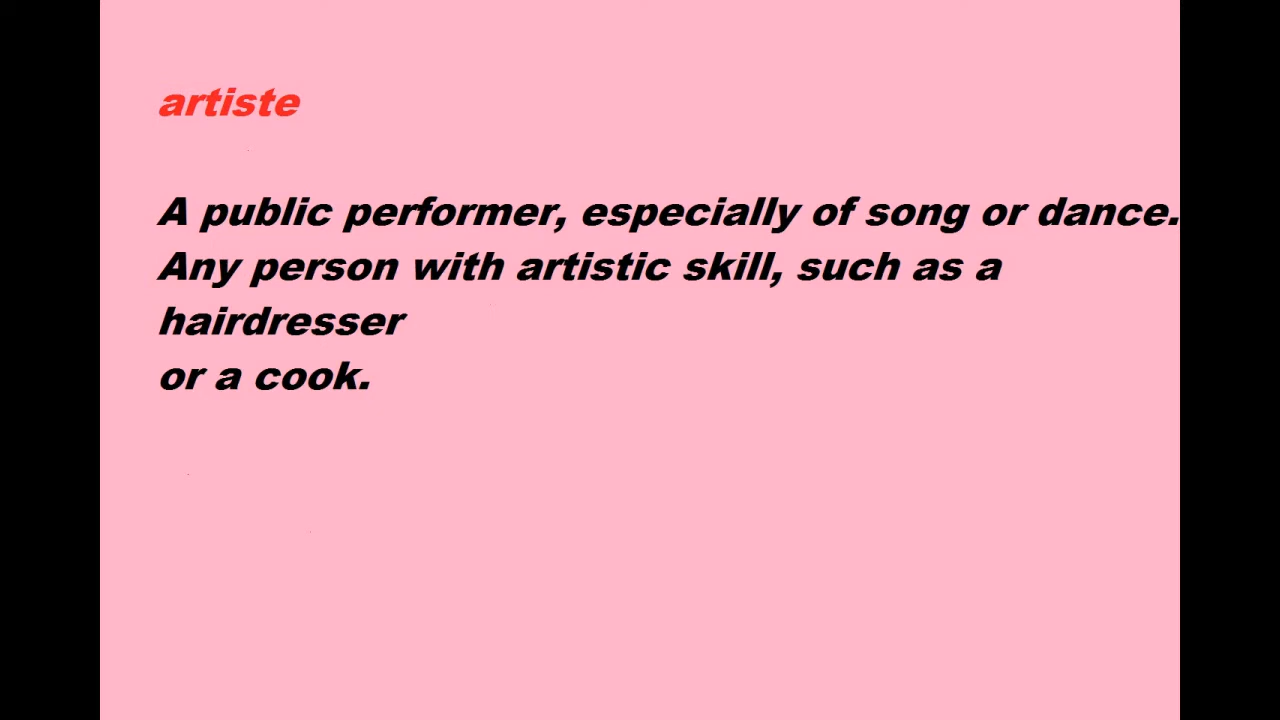 artiste
A public performer, especially of song or dance.
Any person with artistic skill, such as a
hairdresser
or a cook.